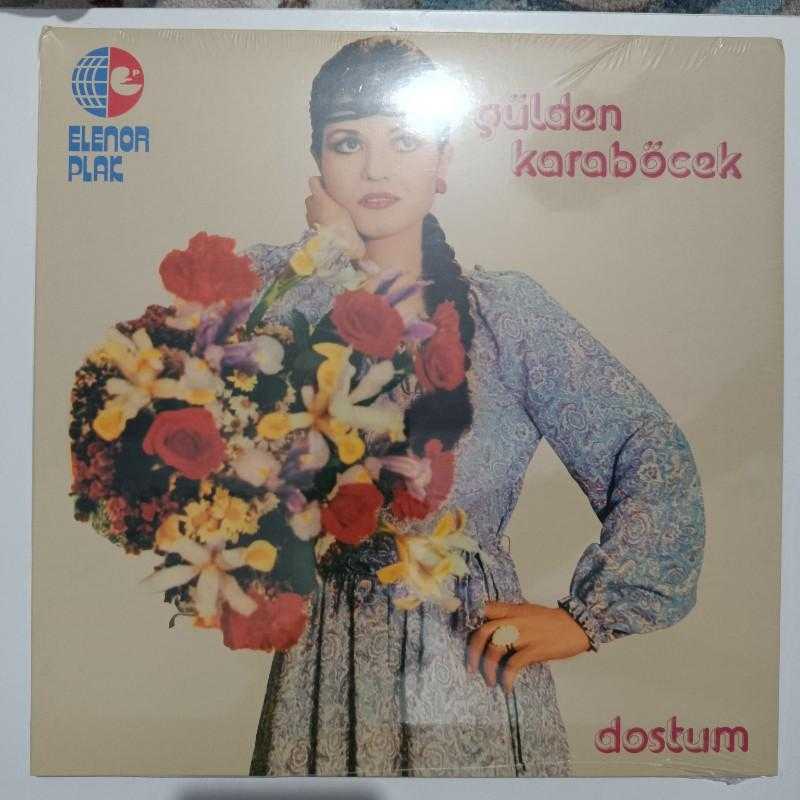 ELENOR
PLAK
gülden
karaböcek
dostum